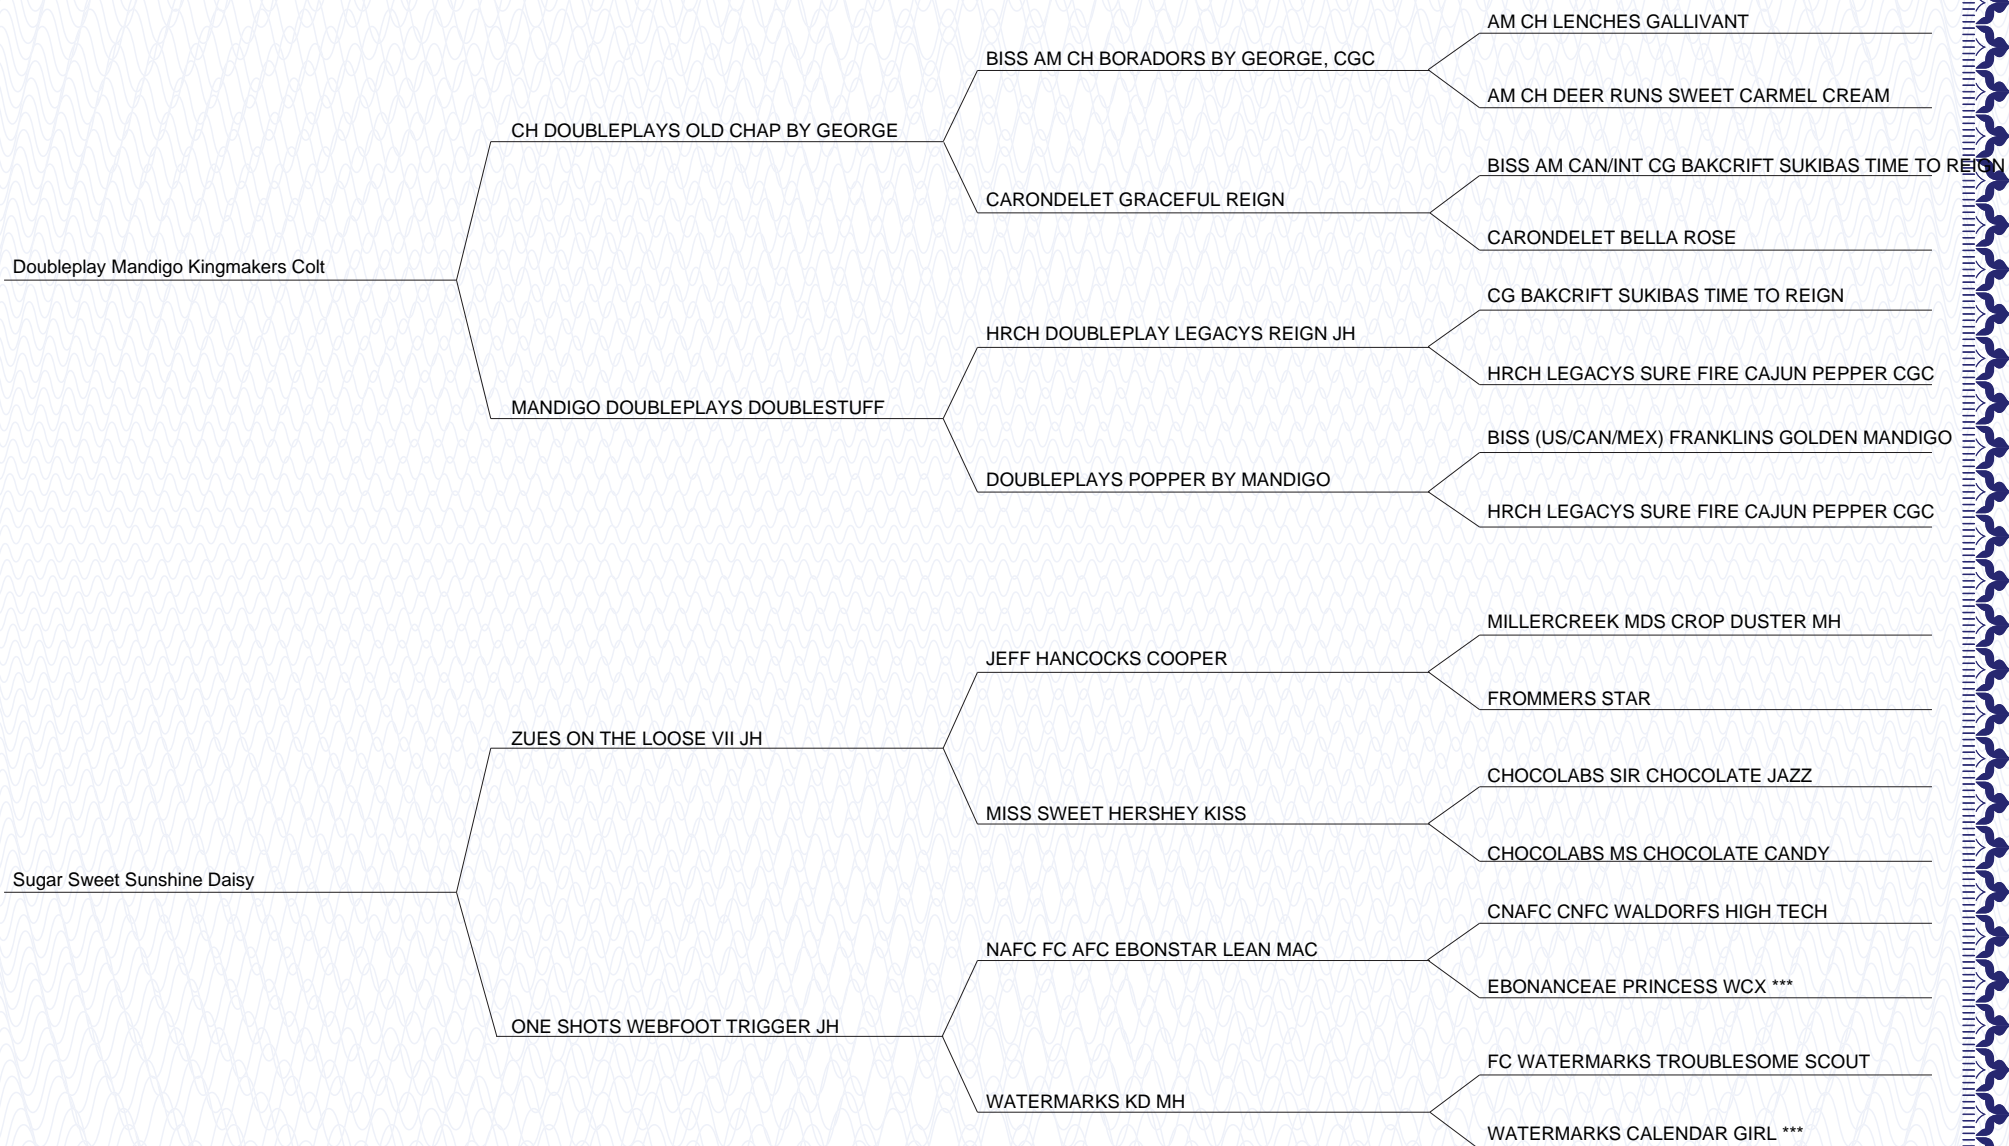 AM CH LENCHES GALLIVANT
BISS AM CH BORADORS BY GEORGE, CGC
AM CH DEER RUNS SWEET CARMEL CREAM
CH DOUBLEPLAYS OLD CHAP BY GEORGE
BISS AM CAN/INT CG BAKCRIFT SUKIBAS TIME TO REIGN
CARONDELET GRACEFUL REIGN
CARONDELET BELLA ROSE
Doubleplay Mandigo Kingmakers Colt
CG BAKCRIFT SUKIBAS TIME TO REIGN
HRCH DOUBLEPLAY LEGACYS REIGN JH
HRCH LEGACYS SURE FIRE CAJUN PEPPER CGC
MANDIGO DOUBLEPLAYS DOUBLESTUFF
BISS (US/CAN/MEX) FRANKLINS GOLDEN MANDIGO
DOUBLEPLAYS POPPER BY MANDIGO
HRCH LEGACYS SURE FIRE CAJUN PEPPER CGC
MILLERCREEK MDS CROP DUSTER MH
JEFF HANCOCKS COOPER
FROMMERS STAR
ZUES ON THE LOOSE VII JH
CHOCOLABS SIR CHOCOLATE JAZZ
MISS SWEET HERSHEY KISS
CHOCOLABS MS CHOCOLATE CANDY
Sugar Sweet Sunshine Daisy
CNAFC CNFC WALDORFS HIGH TECH
NAFC FC AFC EBONSTAR LEAN MAC
EBONANCEAE PRINCESS WCX ***
ONE SHOTS WEBFOOT TRIGGER JH
FC WATERMARKS TROUBLESOME SCOUT
WATERMARKS KD MH
WATERMARKS CALENDAR GIRL ***